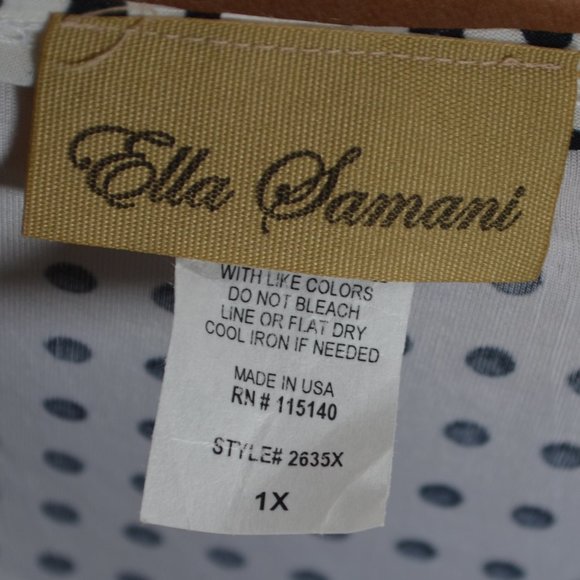 Ella Samani
WITH LIKE COLORS
DO NOT BLEACH
LINE OR FLAT DRY
COOL IRON IF NEEDED
MADE IN USA
RN # 115140
STYLE# 2635X
1X